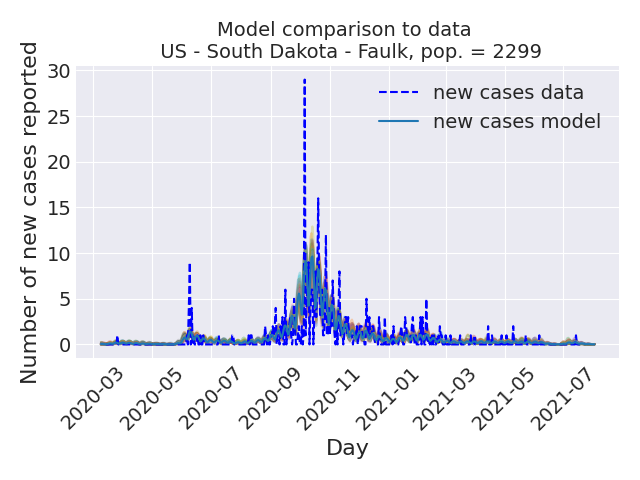 Model comparison to data
US - South Dakota - Faulk, pop. = 2299
Number of new cases reported
30
25
20
15
10
5
0
new cases data
new cases model
2020-03
2020-05
2020-07
2020-09
2020-11
2021-01
2021-03
2021-05
2021-07
Day